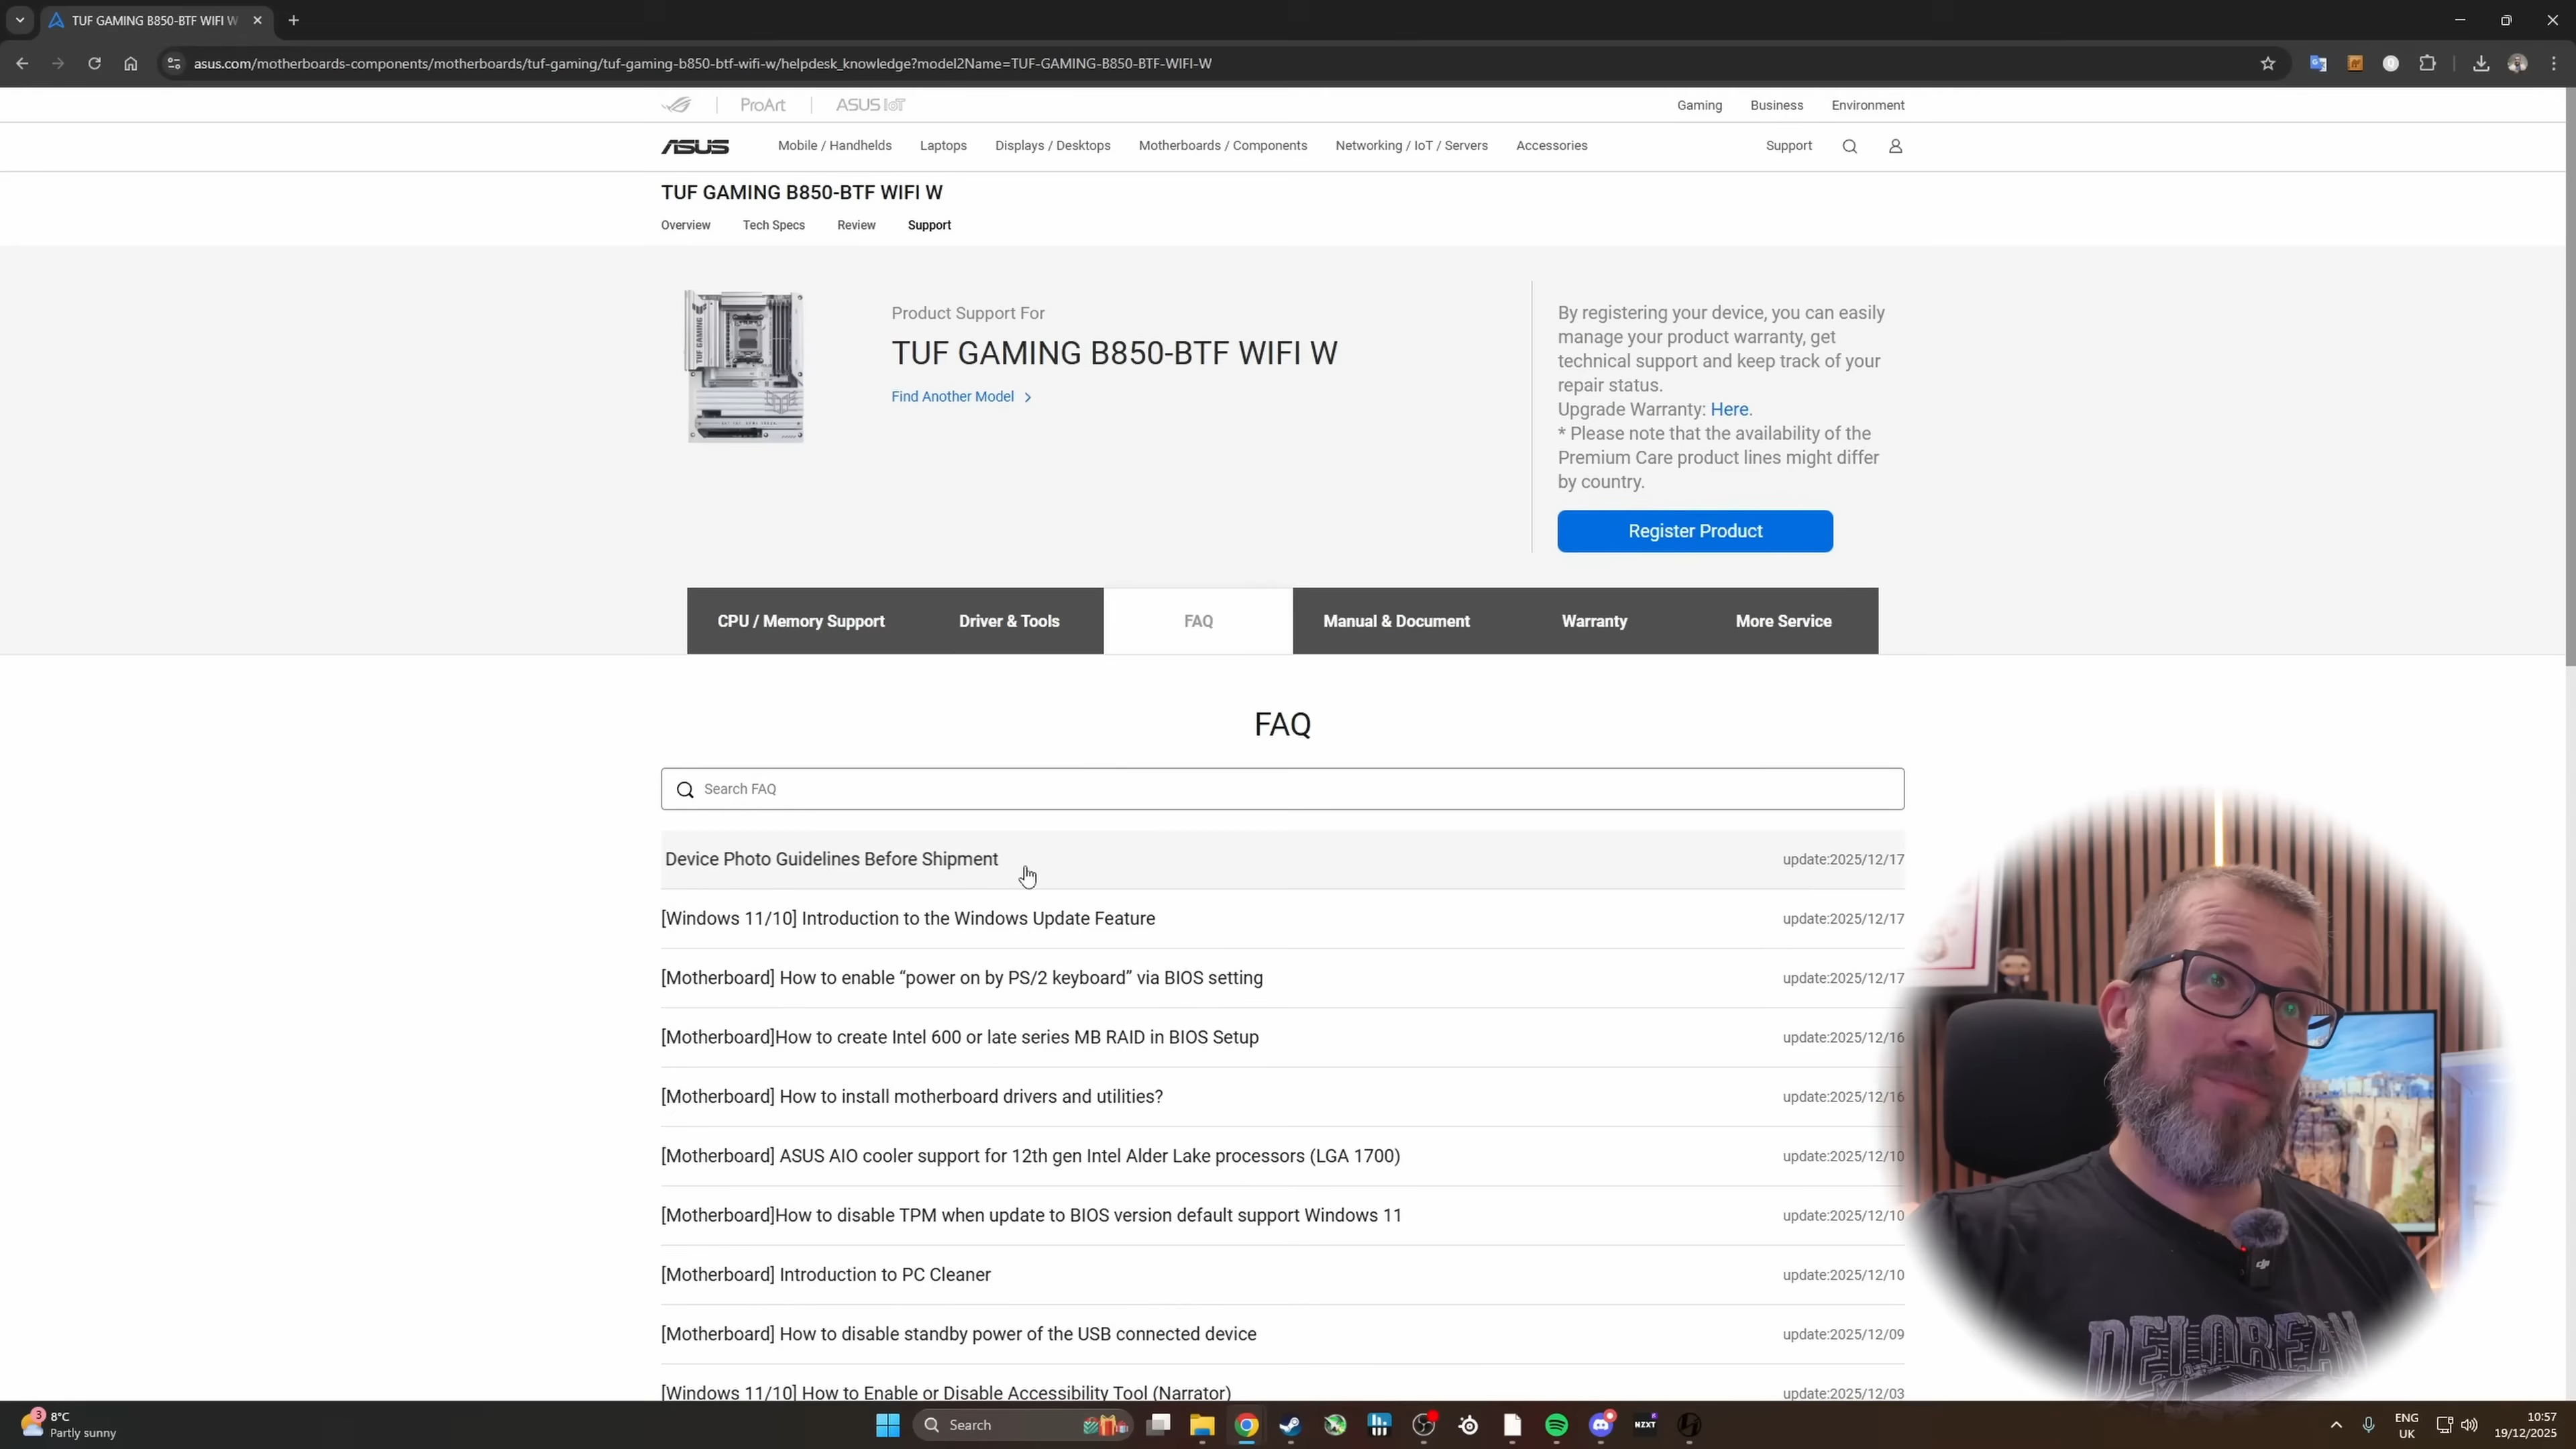 TUF GAMING B850-BTF WIFI W
asus.com/motherboards-components/motherboards/tuf-gaming/tuf-gaming-b850-btf-wifi-w/helpdesk_knowledge?model2Name=TUF-GAMING-B850-BTF-WIFI-W
ProArt
ASUS IoT
Gaming
Business
Environment
ASUS
Mobile / Handhelds
Laptops
Displays / Desktops
Motherboards / Components
Networking / IoT / Servers
Accessories
Support
TUF GAMING B850-BTF WIFI W
Overview
Tech Specs
Review
Support
TUF GAMING
Product Support For
TUF GAMING B850-BTF WIFI W
Find Another Model
By registering your device, you can easily
manage your product warranty, get
technical support and keep track of your
repair status.
Upgrade Warranty: Here.
* Please note that the availability of the
Premium Care product lines might differ
by country.
Register Product
CPU / Memory Support
Driver & Tools
FAQ
Manual & Document
Warranty
More Service
FAQ
Search FAQ
Device Photo Guidelines Before Shipment
update:2025/12/17
[Windows 11/10] Introduction to the Windows Update Feature
update:2025/12/17
[Motherboard] How to enable “power on by PS/2 keyboard” via BIOS setting
update:2025/12/17
[Motherboard]How to create Intel 600 or late series MB RAID in BIOS Setup
update:2025/12/16
[Motherboard] How to install motherboard drivers and utilities?
update:2025/12/16
[Motherboard] ASUS AIO cooler support for 12th gen Intel Alder Lake processors (LGA 1700)
update:2025/12/10
[Motherboard]How to disable TPM when update to BIOS version default support Windows 11
update:2025/12/10
[Motherboard] Introduction to PC Cleaner
update:2025/12/10
[Motherboard] How to disable standby power of the USB connected device
update:2025/12/09
[Windows 11/10] How to Enable or Disable Accessibility Tool (Narrator)
update:2025/12/03
dji
DELOREAN
3
8°C
Partly sunny
Search
NZXT
ENG
UK
10:57
19/12/2025